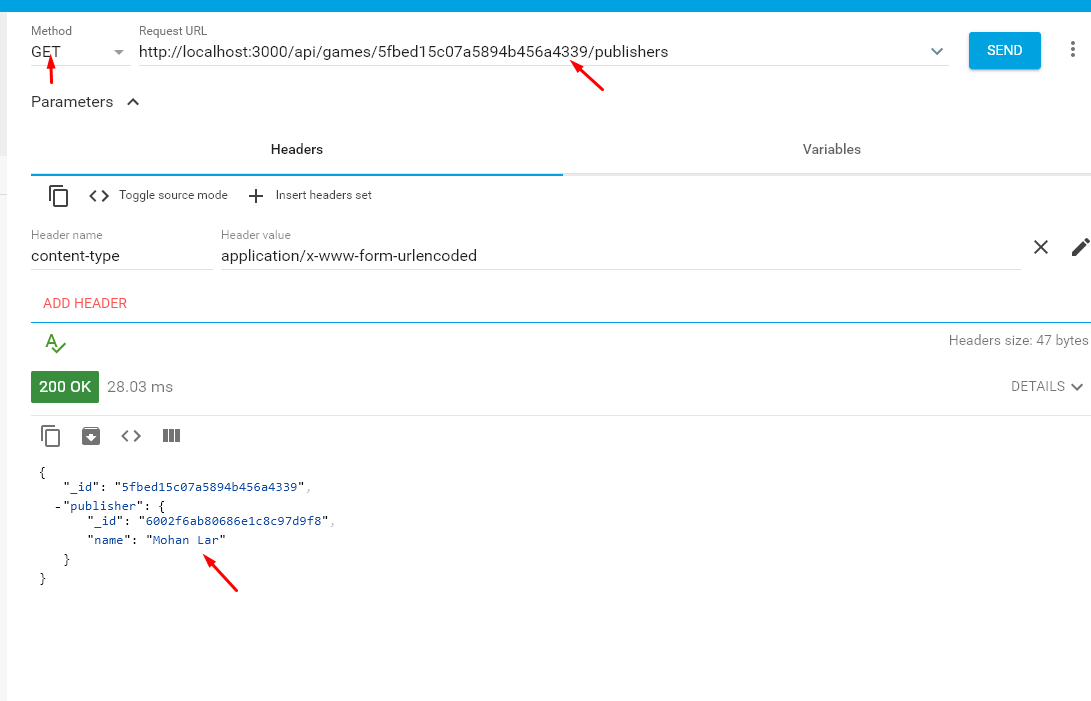 Method
Request URL
GET
http://localhost:3000/api/games/5fbed15c07a5894b456a4339/publishers
SEND
Parameters
Headers
Variables
Toggle source mode
Insert headers set
Header name
Header value
content-type
application/x-www-form-urlencoded
ADD HEADER
A
Headers size: 47 bytes
200 OK
28.03 ms
DETAILS
{
"_id": "5fbed15c07a5894b456a4339",
-"publisher": {
"_id": "6002f6ab80686e1c8c97d9f8",
"name": "Mohan Lar"
}
}